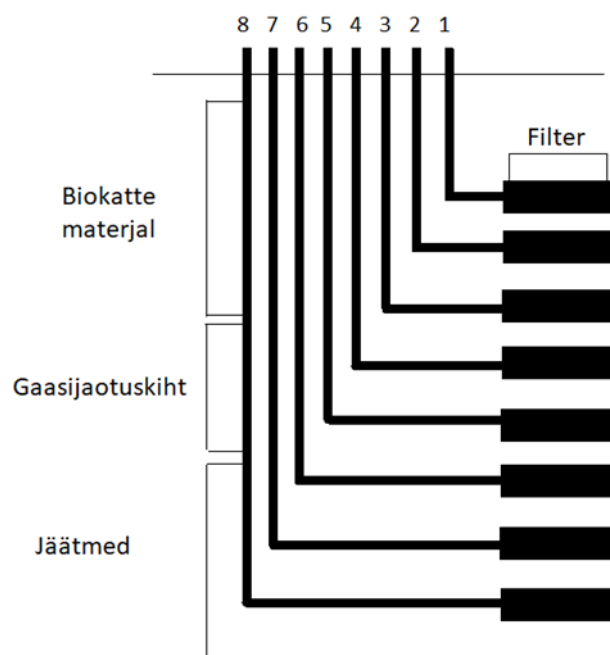 8 7 6 5 4 3 2 1
Filter
Biokatte
materjal
Gaasijaotuskiht
Jäätmed